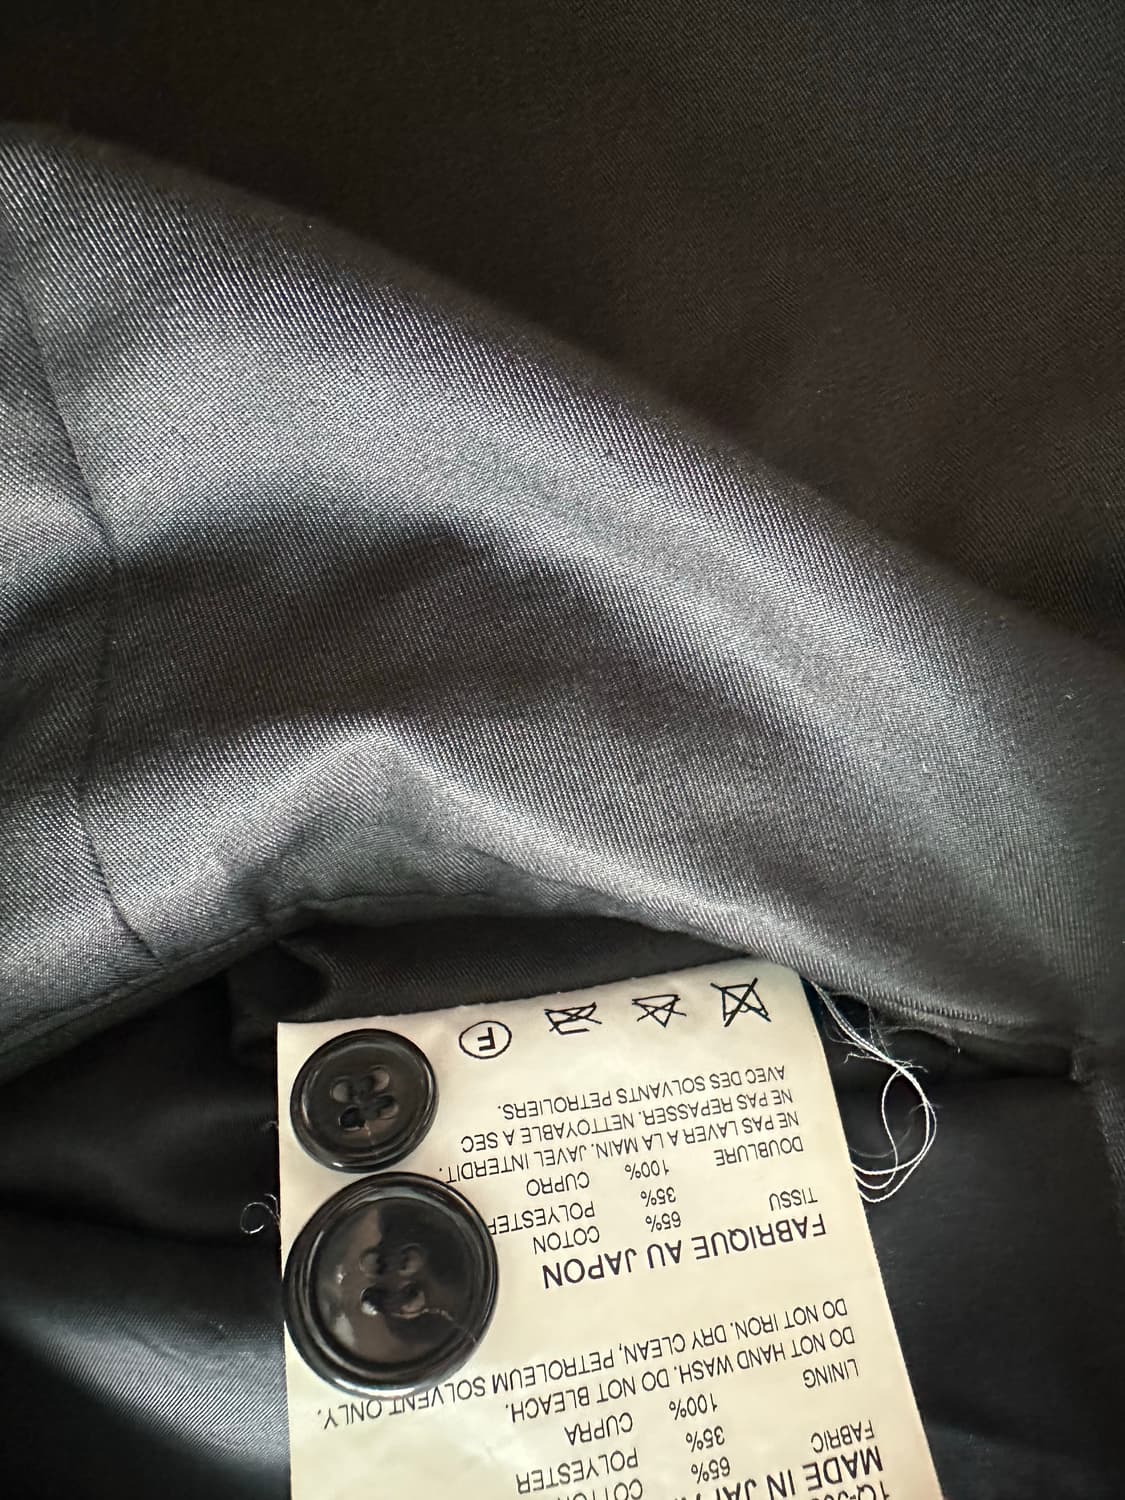 MADE IN
FABRIC 65%
35% POLYESTER
LINING 100% CUPRA
DO NOT HAND WASH. DO NOT BLEACH.
DO NOT IRON. DRY CLEAN, PETROLEUM SOLVENT ONLY.
FABRIQUE AU JAPON
TISSU 65% COTON
35% POLYESTER
DOUBLURE 100% CUPRO
NE PAS LAVER A LA MAIN. JAVEL INTERDIT.
NE PAS REPASSER. NETTOYABLE A SEC
AVEC DES SOLVANTS PETROLIERS.
F